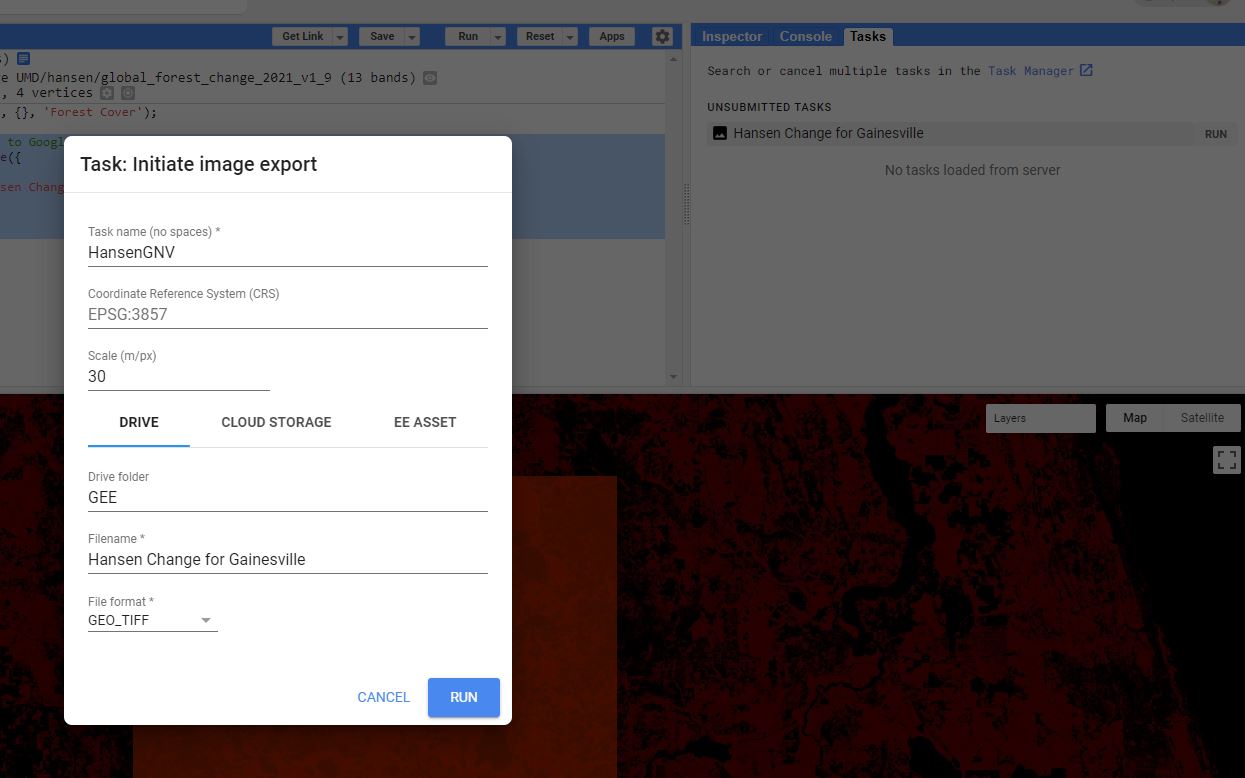 Get Link
Save
Run
Reset
Apps
Inspector
Console
Tasks
UMD/hansen/global_forest_change_2021_v1_9 (13 bands)
, 4 vertices
, {}, 'Forest Cover');
to Googl
e({
sen Chang
Search or cancel multiple tasks in the Task Manager
UNSUBMITTED TASKS
Hansen Change for Gainesville
RUN
No tasks loaded from server
Task: Initiate image export
Task name (no spaces) *
HansenGNV
Coordinate Reference System (CRS)
EPSG:3857
Scale (m/px)
30
DRIVE
CLOUD STORAGE
EE ASSET
Drive folder
GEE
Filename *
Hansen Change for Gainesville
File format *
GEO_TIFF
CANCEL
RUN
Layers
Map
Satellite